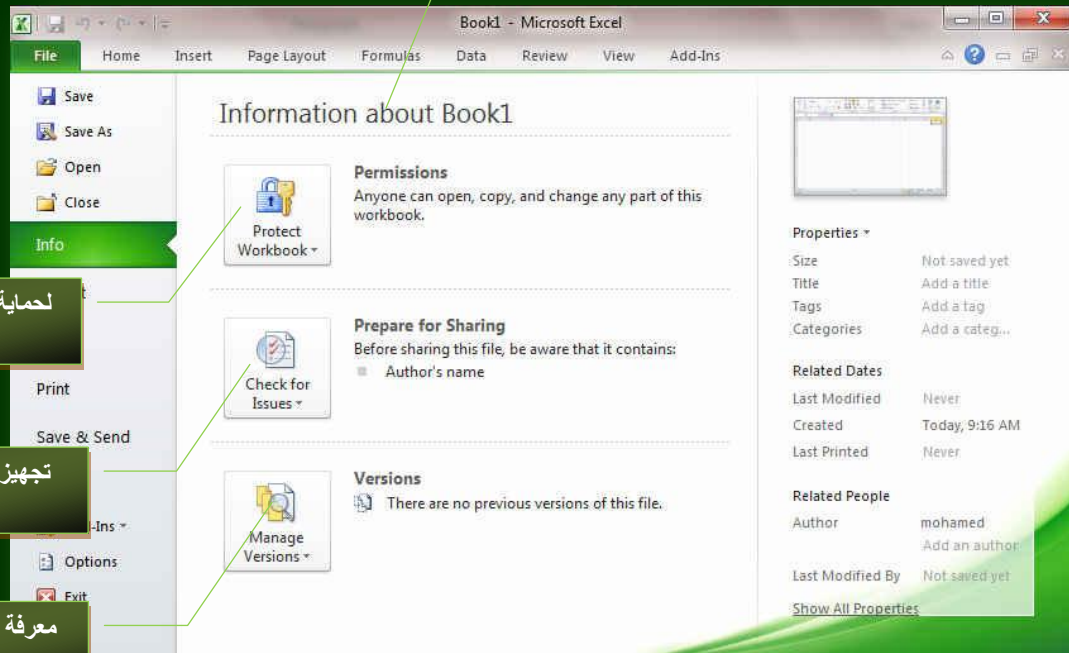 Book1 - Microsoft Excel
File Home Insert Page Layout Formulas Data Review View Add-Ins
Save
Save As
Open
Close
Info
Print
Save & Send
-Ins
Options
Exit
لحماية
تجهيز
معرفة
Information about Book1
Protect
Workbook
Permissions
Anyone can open, copy, and change any part of this
workbook.
Check for
Issues
Prepare for Sharing
Before sharing this file, be aware that it contains:
Author's name
Manage
Versions
Versions
There are no previous versions of this file.
Properties
Size Not saved yet
Title Add a title
Tags Add a tag
Categories Add a categ...
Related Dates
Last Modified Never
Created Today, 9:16 AM
Last Printed Never
Related People
Author mohamed
Add an author
Last Modified By Not saved yet
Show All Properties